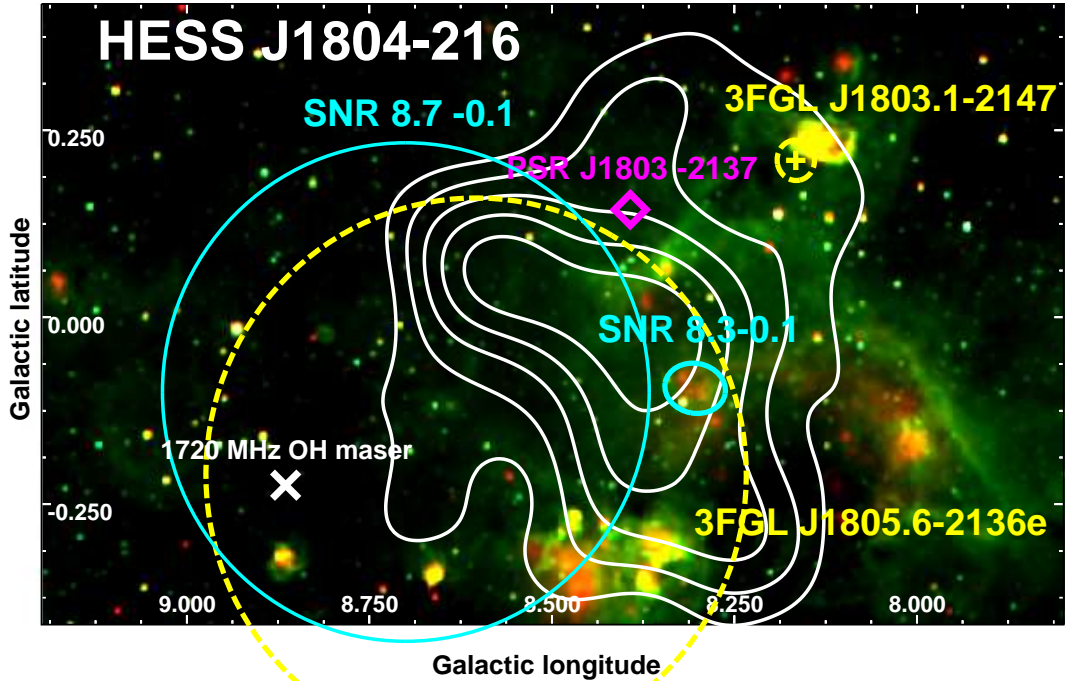 HESS J1804-216
SNR 8.7 -0.1
3FGL J1803.1-2147
PSR J1803 -2137
SNR 8.3-0.1
1720 MHz OH maser
3FGL J1805.6-2136e
0.250
0.000
-0.250
9.000 8.750 8.500 8.250 8.000
Galactic latitude
Galactic longitude